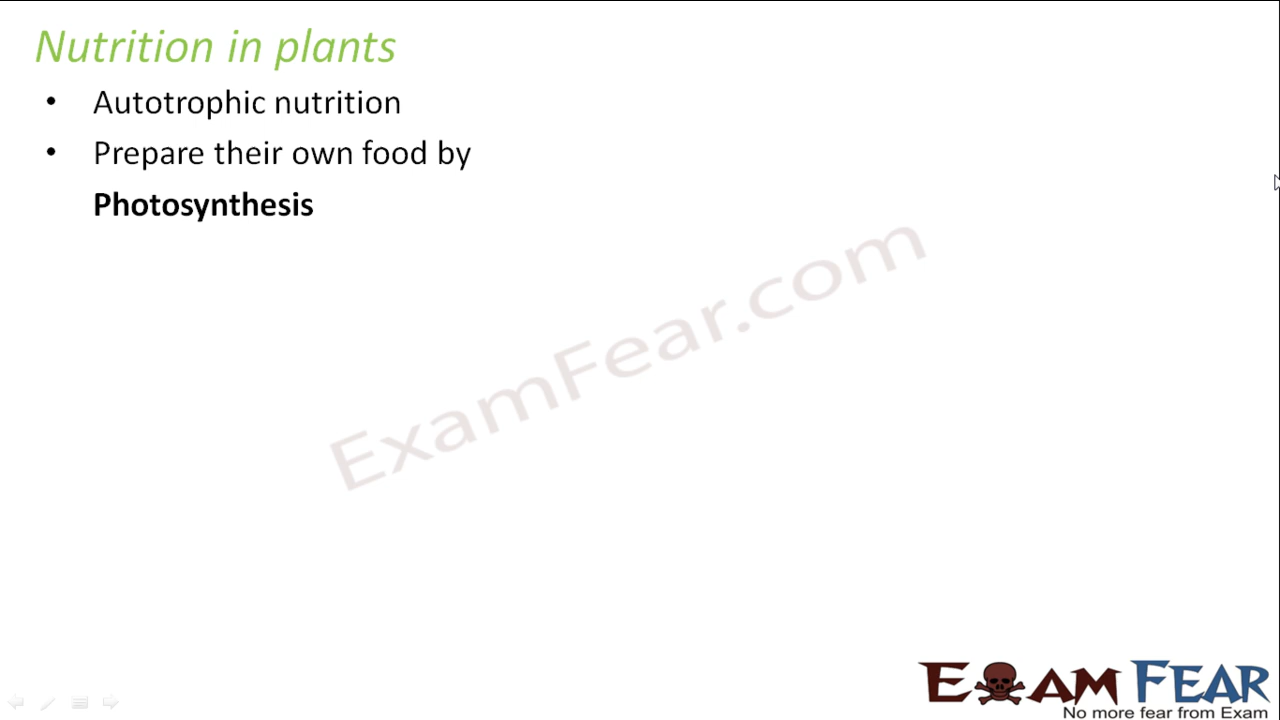 Nutrition in plants
• Autotrophic nutrition
• Prepare their own food by
Photosynthesis
ExamFear.com
EXAM FEAR
No more fear from Exam